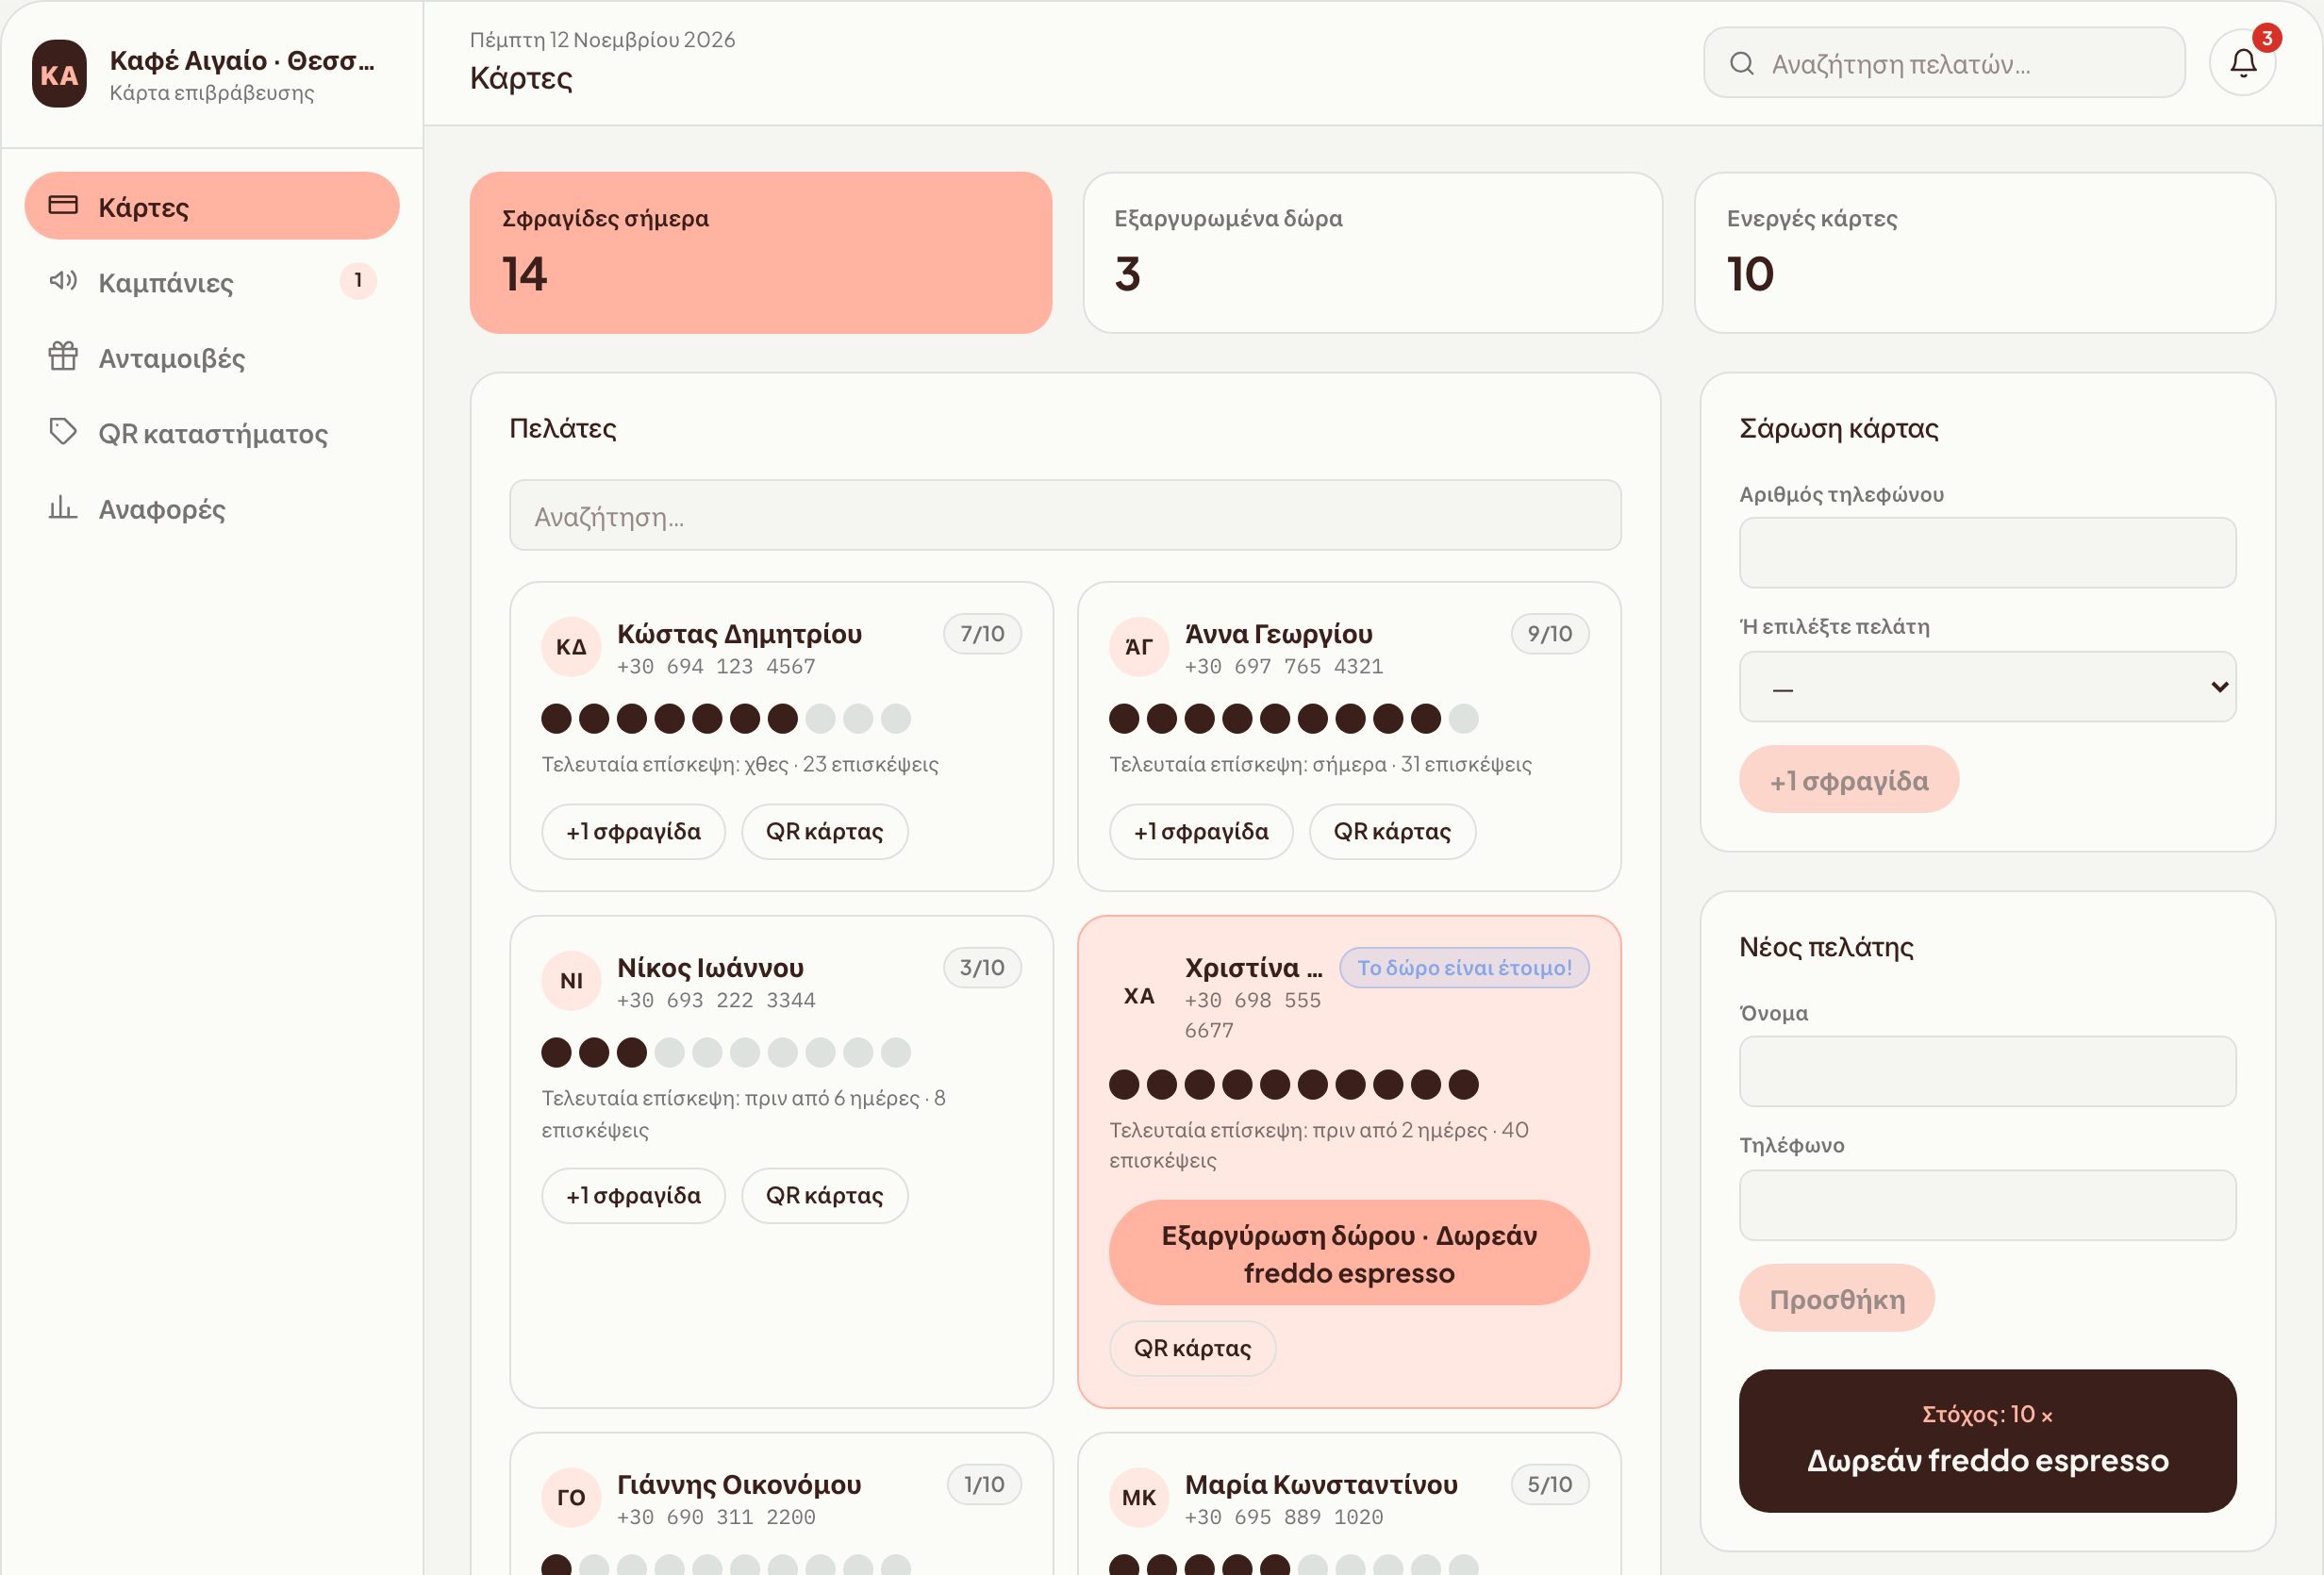 ΚΑ
Καφέ Αιγαίο · Θεσσ...
Κάρτα επιβράβευσης
Κάρτες
Καμπάνιες
1
Ανταμοιβές
QR καταστήματος
Αναφορές
Πέμπτη 12 Νοεμβρίου 2026
Κάρτες
Αναζήτηση πελατών...
3
Σφραγίδες σήμερα
14
Εξαργυρωμένα δώρα
3
Ενεργές κάρτες
10
Πελάτες
Αναζήτηση...
ΚΔ
Κώστας Δημητρίου
7/10
+30 694 123 4567
Τελευταία επίσκεψη: χθες · 23 επισκέψεις
+1 σφραγίδα
QR κάρτας
ΆΓ
Άννα Γεωργίου
9/10
+30 697 765 4321
Τελευταία επίσκεψη: σήμερα · 31 επισκέψεις
+1 σφραγίδα
QR κάρτας
ΝΙ
Νίκος Ιωάννου
3/10
+30 693 222 3344
Τελευταία επίσκεψη: πριν από 6 ημέρες · 8
επισκέψεις
+1 σφραγίδα
QR κάρτας
ΧΑ
Χριστίνα ...
Το δώρο είναι έτοιμο!
+30 698 555
6677
Τελευταία επίσκεψη: πριν από 2 ημέρες · 40
επισκέψεις
Εξαργύρωση δώρου · Δωρεάν
freddo espresso
QR κάρτας
ΓΟ
Γιάννης Οικονόμου
1/10
+30 690 311 2200
ΜΚ
Μαρία Κωνσταντίνου
5/10
+30 695 889 1020
Σάρωση κάρτας
Αριθμός τηλεφώνου
Ή επιλέξτε πελάτη
—
+1 σφραγίδα
Νέος πελάτης
Όνομα
Τηλέφωνο
Προσθήκη
Στόχος: 10 ×
Δωρεάν freddo espresso